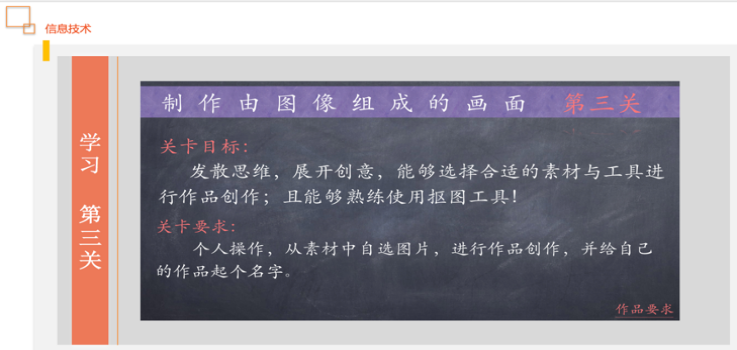 信息技术
学习 第三关
制作由图像组成的画面 第三关
关卡目标：
发散思维，展开创意，能够选择合适的素材与工具进
行作品创作；且能够熟练使用抠图工具！
关卡要求：
个人操作，从素材中自选图片，进行作品创作，并给自己
的作品起个名字。
作品要求